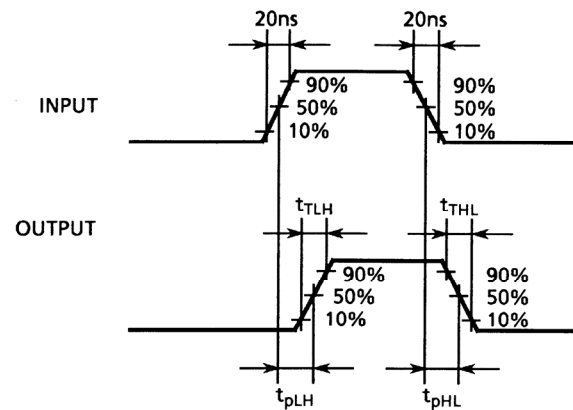 20ns 20ns
INPUT
90% 90%
50% 50%
10% 10%
tTLH tTHL
OUTPUT
90% 90%
50% 50%
10% 10%
tpLH tpHL